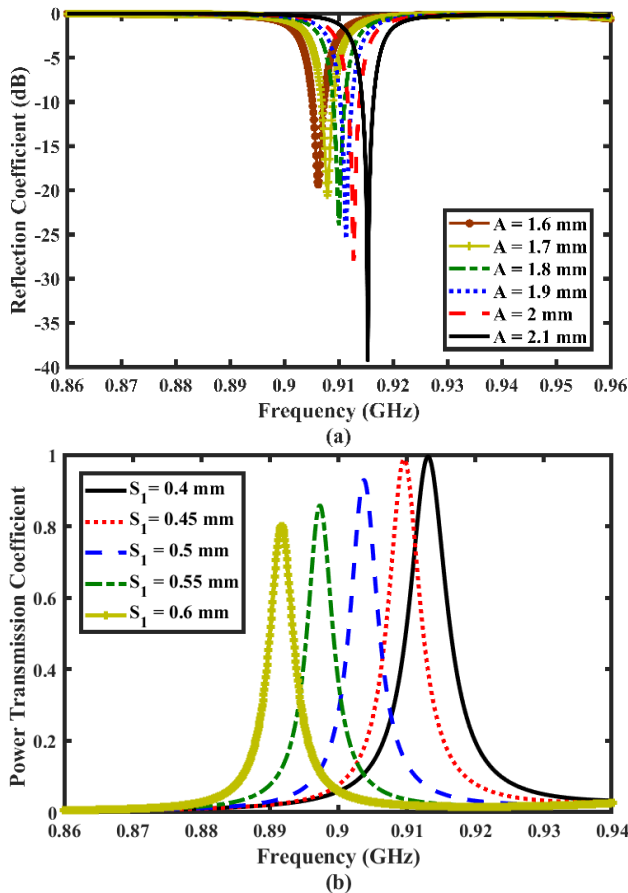 Reflection Coefficient (dB)
0
-5
-10
-15
-20
-25
-30
-35
-40
A = 1.6 mm
A = 1.7 mm
A = 1.8 mm
A = 1.9 mm
A = 2 mm
A = 2.1 mm
0.86 0.87 0.88 0.89 0.9 0.91 0.92 0.93 0.94 0.95 0.96
Frequency (GHz)
(a)
Power Transmission Coefficient
1
0.8
0.6
0.4
0.2
0
S1= 0.4 mm
S1 = 0.45 mm
S1 = 0.5 mm
S1 = 0.55 mm
S1 = 0.6 mm
0.86 0.87 0.88 0.89 0.9 0.91 0.92 0.93 0.94
Frequency (GHz)
(b)